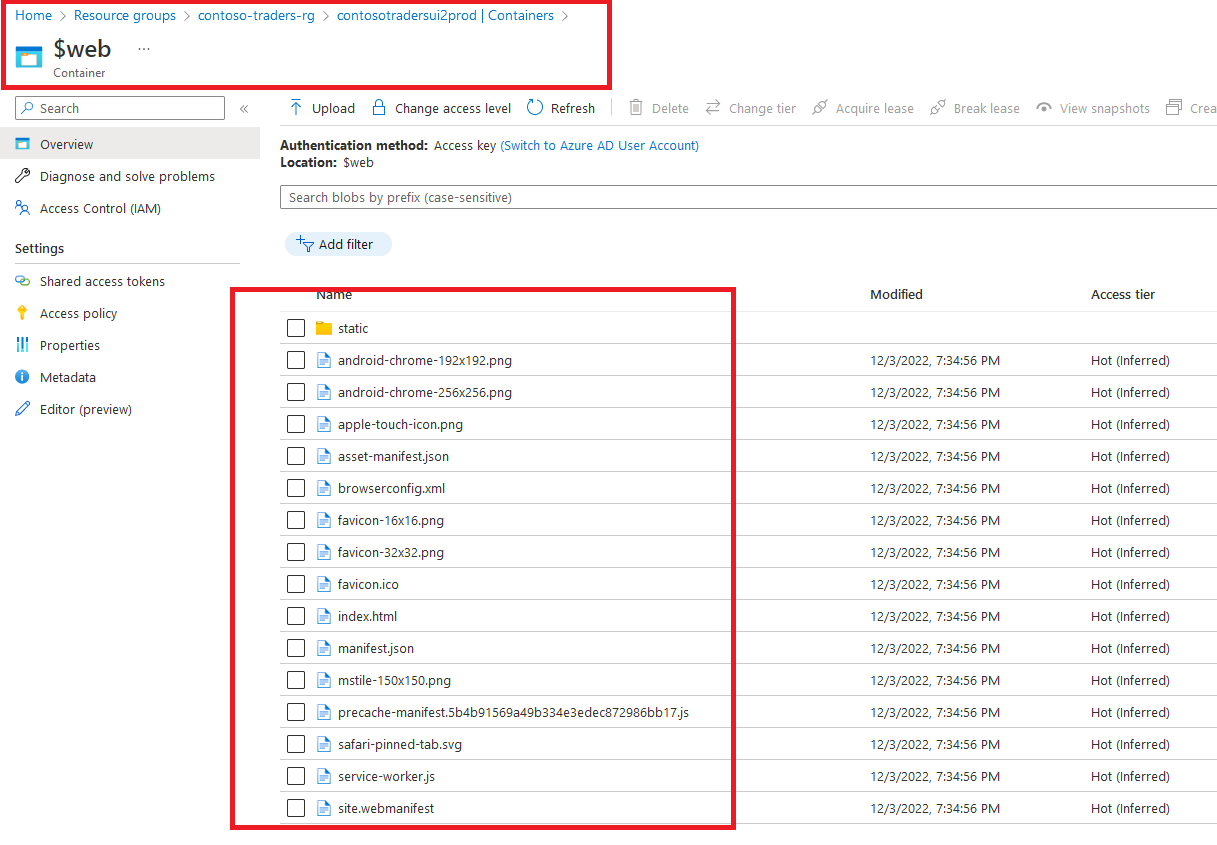 Home > Resource groups > contoso-traders-rg > contosotradersui2prod | Containers >
$web ...
Container
Search «
Upload Change access level Refresh Delete Change tier Acquire lease Break lease View snapshots Crea
Overview
Authentication method: Access key (Switch to Azure AD User Account)
Location: $web
Diagnose and solve problems
Access Control (IAM)
Search blobs by prefix (case-sensitive)
Settings
Add filter
Shared access tokens
Access policy
Properties
Metadata
Editor (preview)
Name Modified Access tier
static
android-chrome-192x192.png 12/3/2022, 7:34:56 PM Hot (Inferred)
android-chrome-256x256.png 12/3/2022, 7:34:56 PM Hot (Inferred)
apple-touch-icon.png 12/3/2022, 7:34:56 PM Hot (Inferred)
asset-manifest.json 12/3/2022, 7:34:56 PM Hot (Inferred)
browserconfig.xml 12/3/2022, 7:34:56 PM Hot (Inferred)
favicon-16x16.png 12/3/2022, 7:34:56 PM Hot (Inferred)
favicon-32x32.png 12/3/2022, 7:34:56 PM Hot (Inferred)
favicon.ico 12/3/2022, 7:34:56 PM Hot (Inferred)
index.html 12/3/2022, 7:34:56 PM Hot (Inferred)
manifest.json 12/3/2022, 7:34:56 PM Hot (Inferred)
mstile-150x150.png 12/3/2022, 7:34:56 PM Hot (Inferred)
precache-manifest.5b4b91569a49b334e3edec872986bb17.js 12/3/2022, 7:34:56 PM Hot (Inferred)
safari-pinned-tab.svg 12/3/2022, 7:34:56 PM Hot (Inferred)
service-worker.js 12/3/2022, 7:34:56 PM Hot (Inferred)
site.webmanifest 12/3/2022, 7:34:56 PM Hot (Inferred)